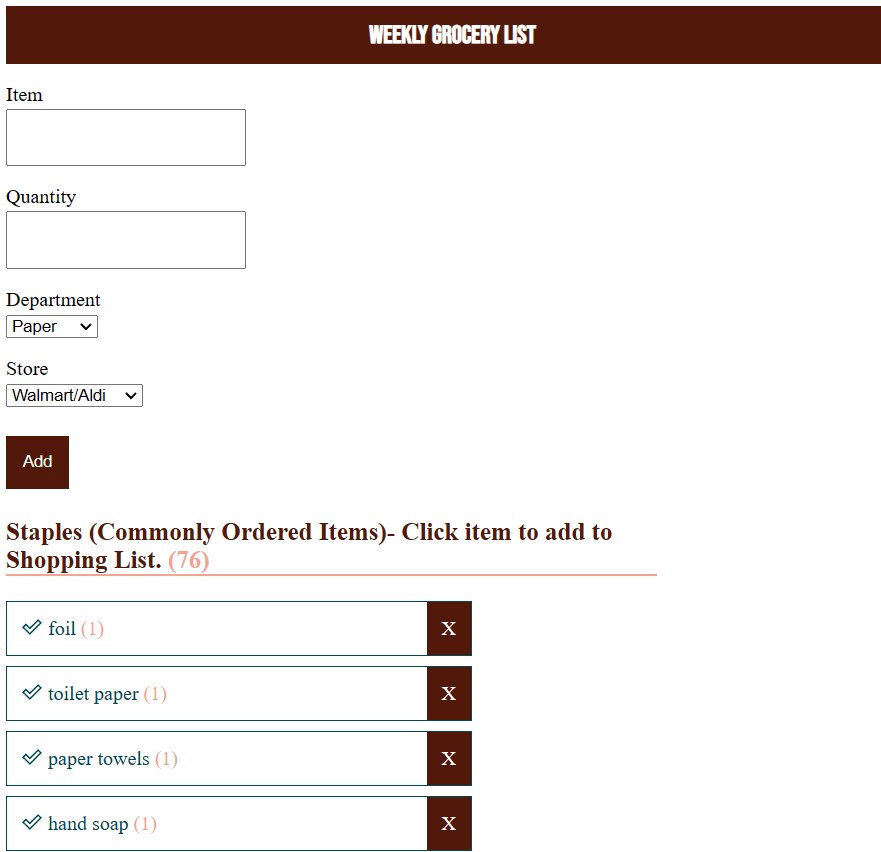 WEEKLY GROCERY LIST
Item
Quantity
Department
Paper
Store
Walmart/Aldi
Add
Staples (Commonly Ordered Items)- Click item to add to
Shopping List. (76)
foil (1) X
toilet paper (1) X
paper towels (1) X
hand soap (1) X